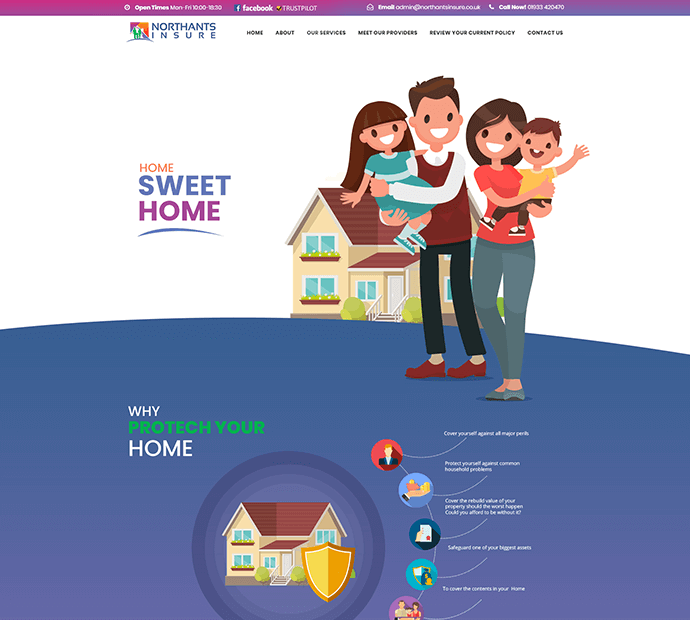 Open Times Mon- Fri 10:00-18:30 facebook TRUSTPILOT Email admin@northantsinsure.co.uk Call Now! 01933 420470
NORTHANTS
INSURE
HOME ABOUT OUR SERVICES MEET OUR PROVIDERS REVIEW YOUR CURRENT POLICY CONTACT US
HOME
SWEET
HOME
WHY
PROTECH YOUR
HOME
Cover yourself against all major perils
Protect yourself against common
household problems
Cover the rebuild value of your
property should the worst happen
Could you afford to be without it?
Safeguard one of your biggest assets
To cover the contents in your Home